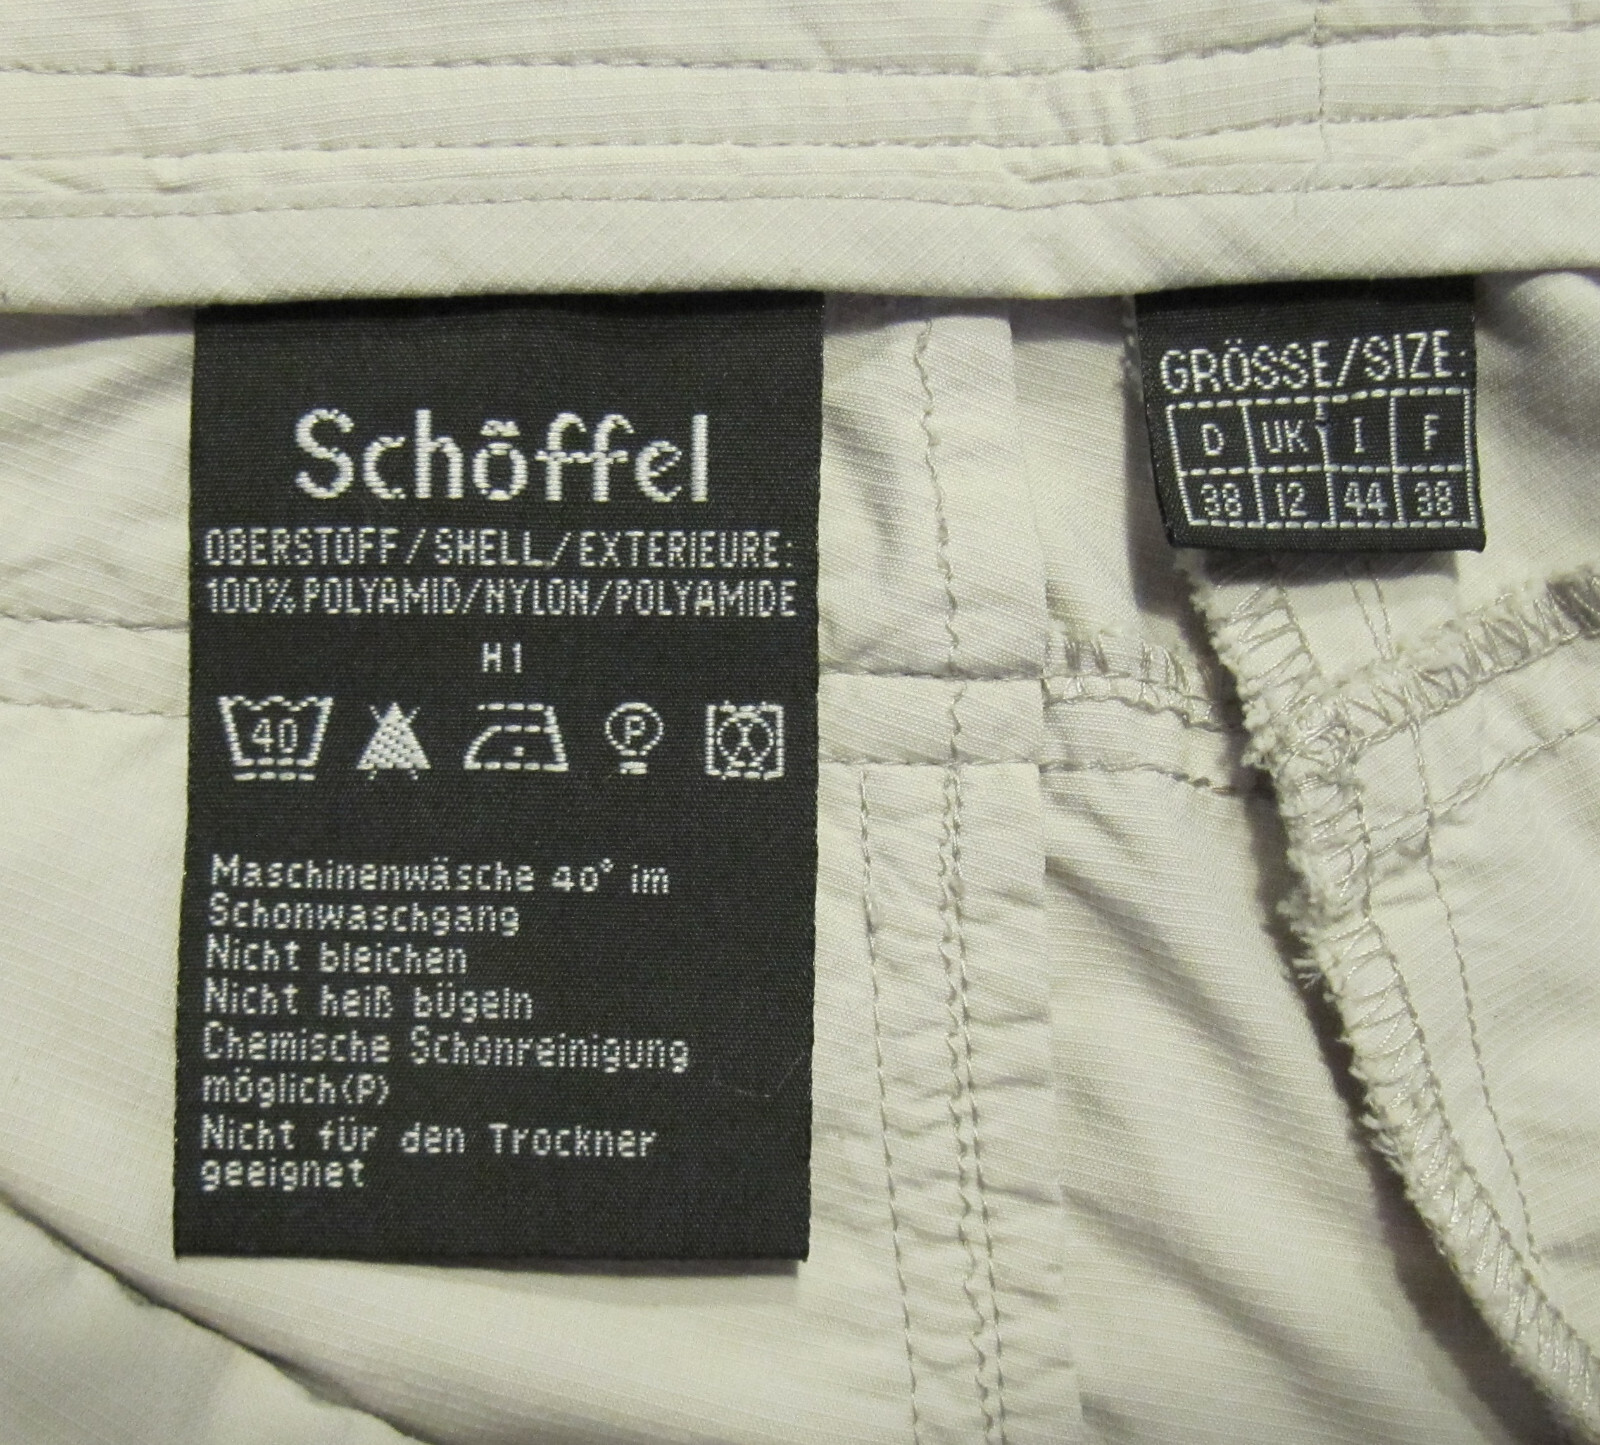 Schöffel
OBERSTOFF/SHELL/EXTERIEURE:
100%POLYAMID/NYLON/POLYAMIDE
H1
40
P
Maschinenwäsche 40° im
Schonwaschgang
Nicht bleichen
Nicht heiß bügeln
Chemische Schonreinigung
möglich(P)
Nicht für den Trockner
geeignet
GRÖSSE/SIZE:
D UK I F
38 12 44 38